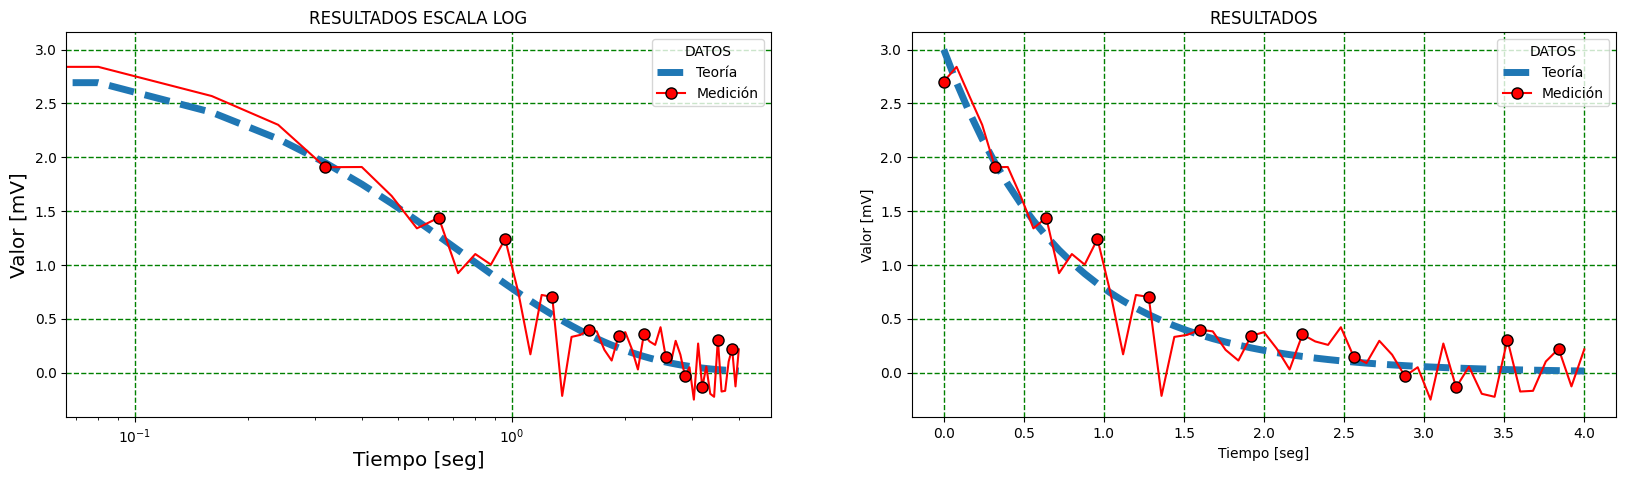 RESULTADOS ESCALA LOG
Valor [mV]
3.0
2.5
2.0
1.5
1.0
0.5
0.0
DATOS
Teoría
Medición
10⁻¹
10⁰
Tiempo [seg]
RESULTADOS
Valor [mV]
3.0
2.5
2.0
1.5
1.0
0.5
0.0
DATOS
Teoría
Medición
0.0 0.5 1.0 1.5 2.0 2.5 3.0 3.5 4.0
Tiempo [seg]